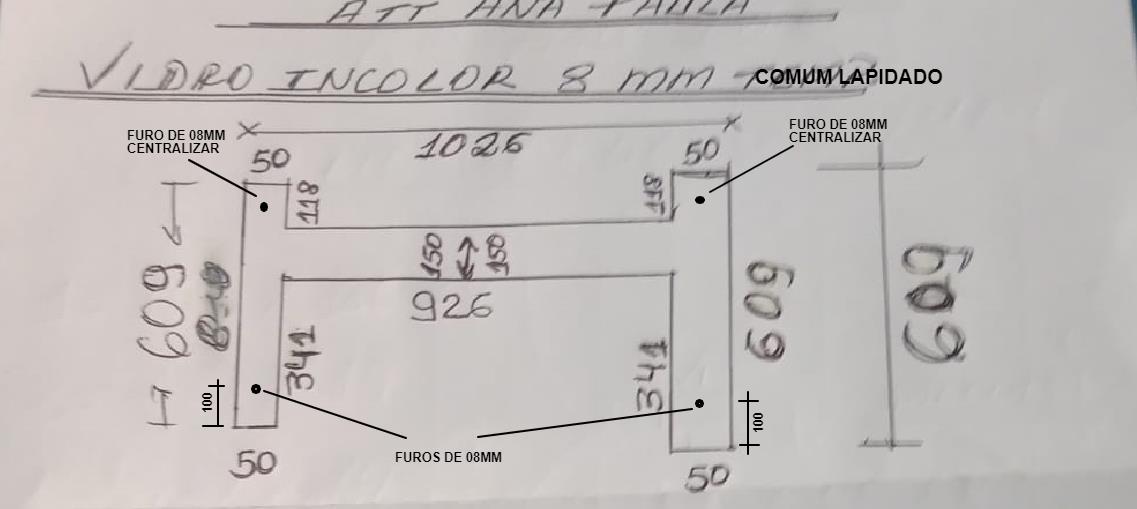 ATT ANA PAULA
VIDRO INCOLOR 8 MM COMUM LAPIDADO
FURO DE 08MM
CENTRALIZAR
1026
FURO DE 08MM
CENTRALIZAR
50
50
118
118
150
150
609
926
609
609
341
341
100
100
FUROS DE 08MM
50
50